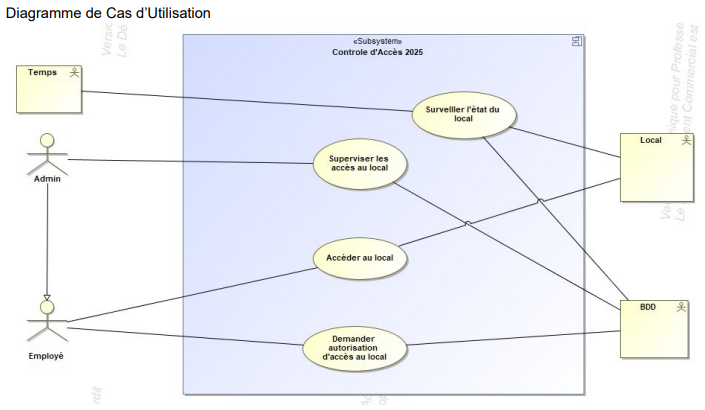 Diagramme de Cas d'Utilisation
«Subsystem»
Controle d'Accès 2025
Temps
Surveiller l'état du
local
Local
Admin
Superviser les
accès au local
Accèder au local
BDD
Employé
Demander
autorisation
d'accès au local